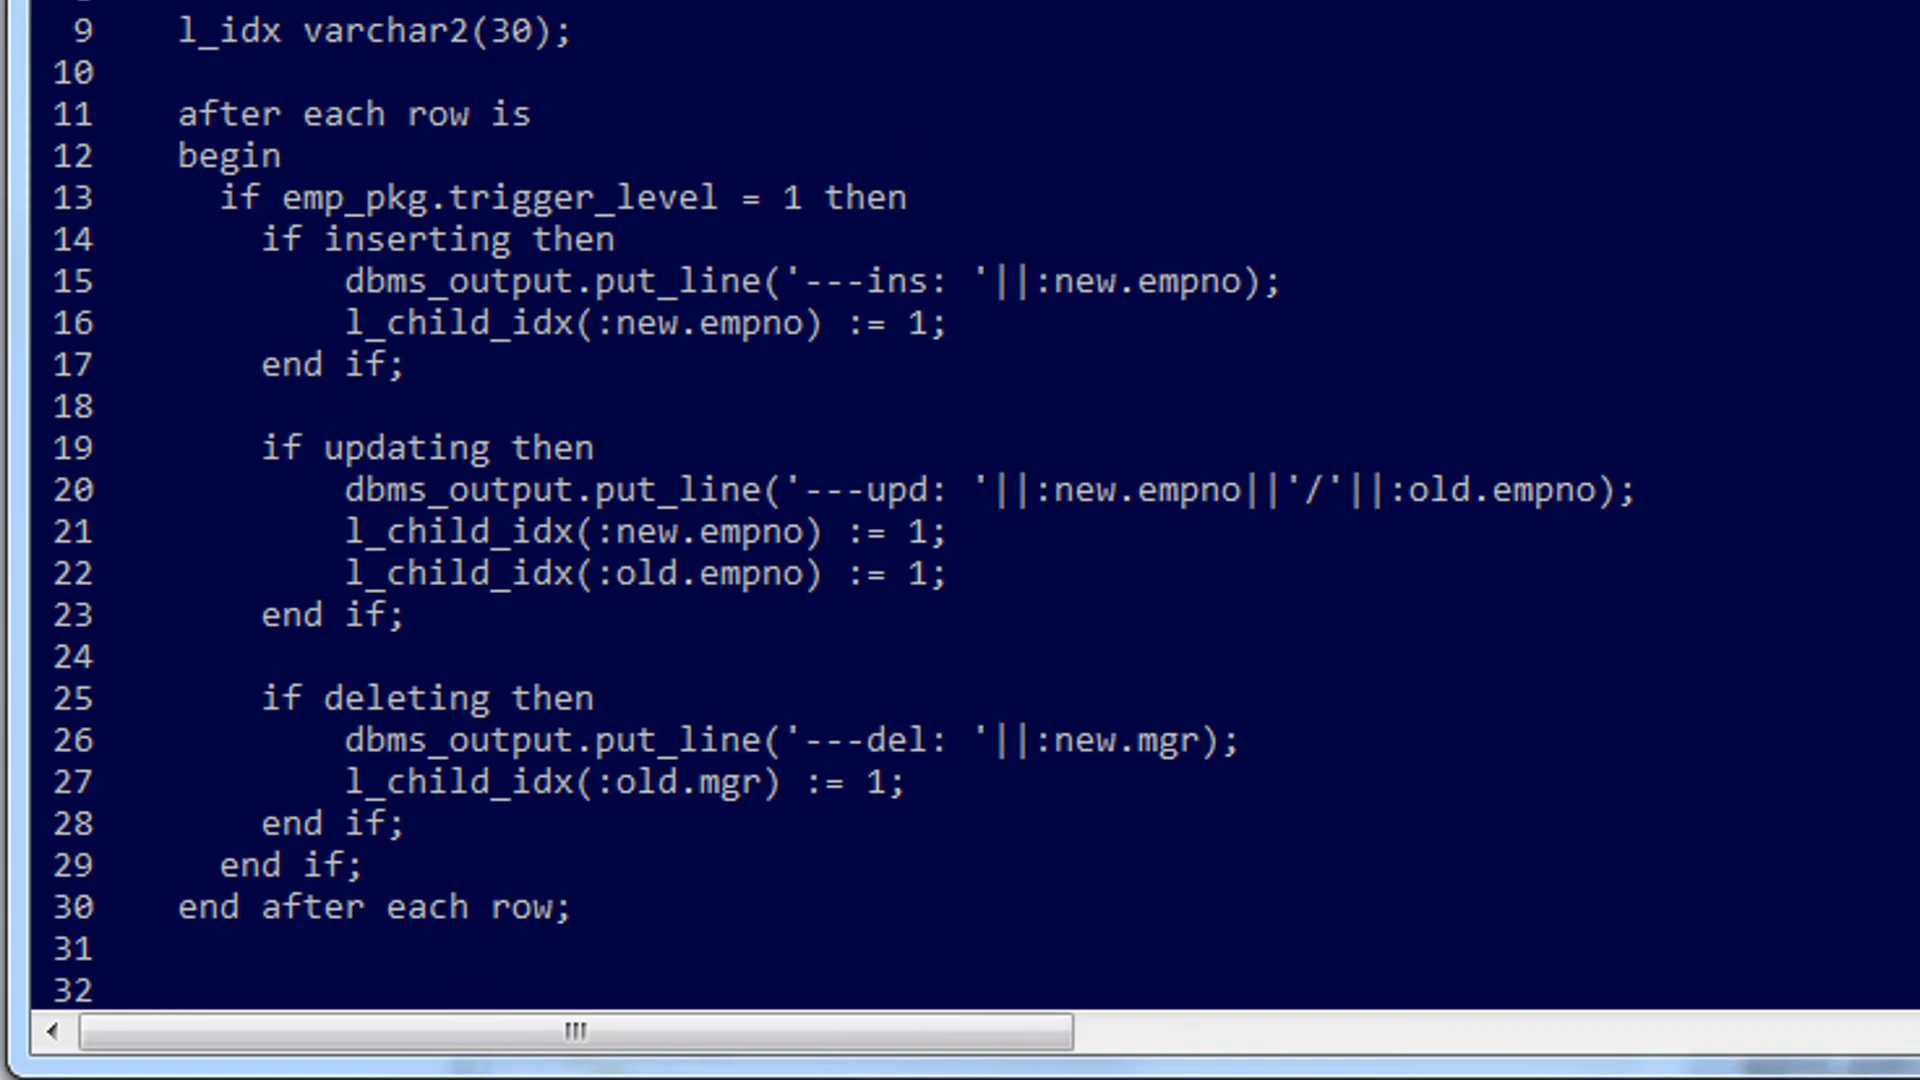 9 l_idx varchar2(30);
10
11 after each row is
12 begin
13 if emp_pkg.trigger_level = 1 then
14 if inserting then
15 dbms_output.put_line('---ins: '||:new.empno);
16 l_child_idx(:new.empno) := 1;
17 end if;
18
19 if updating then
20 dbms_output.put_line('---upd: '||:new.empno||'/'||:old.empno);
21 l_child_idx(:new.empno) := 1;
22 l_child_idx(:old.empno) := 1;
23 end if;
24
25 if deleting then
26 dbms_output.put_line('---del: '||:new.mgr);
27 l_child_idx(:old.mgr) := 1;
28 end if;
29 end if;
30 end after each row;
31
32